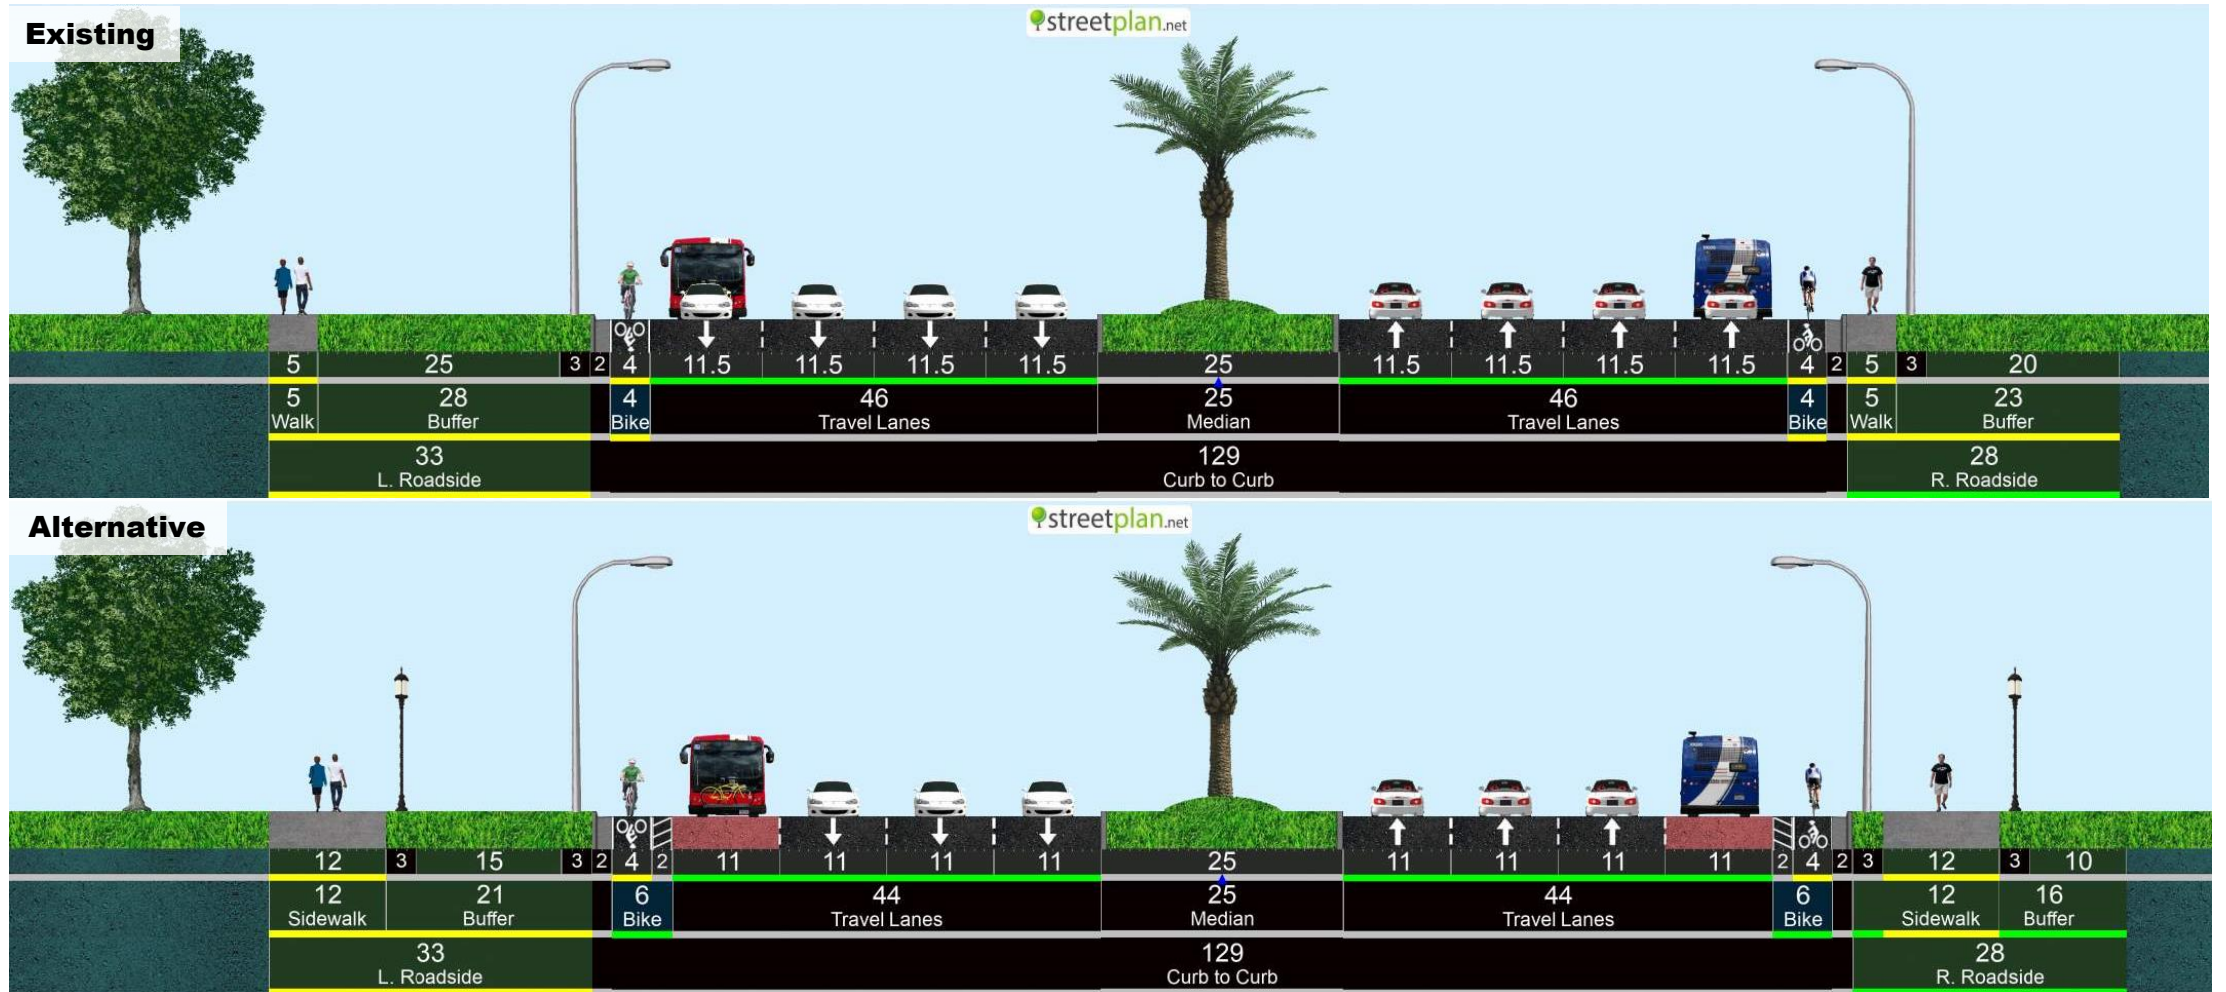 Existing
streetplan.net
5 25 3 2 4 11.5 11.5 11.5 11.5 25 11.5 11.5 11.5 11.5 4 2 5 3 20
5 28 4 46 25 46 4 5 23
Walk Buffer Bike Travel Lanes Median Travel Lanes Bike Walk Buffer
33 129 28
L. Roadside Curb to Curb R. Roadside
Alternative
streetplan.net
12 3 15 3 2 4 2 11 11 11 11 25 11 11 11 11 2 4 2 3 12 3 10
12 21 6 44 25 44 6 12 16
Sidewalk Buffer Bike Travel Lanes Median Travel Lanes Bike Sidewalk Buffer
33 129 28
L. Roadside Curb to Curb R. Roadside